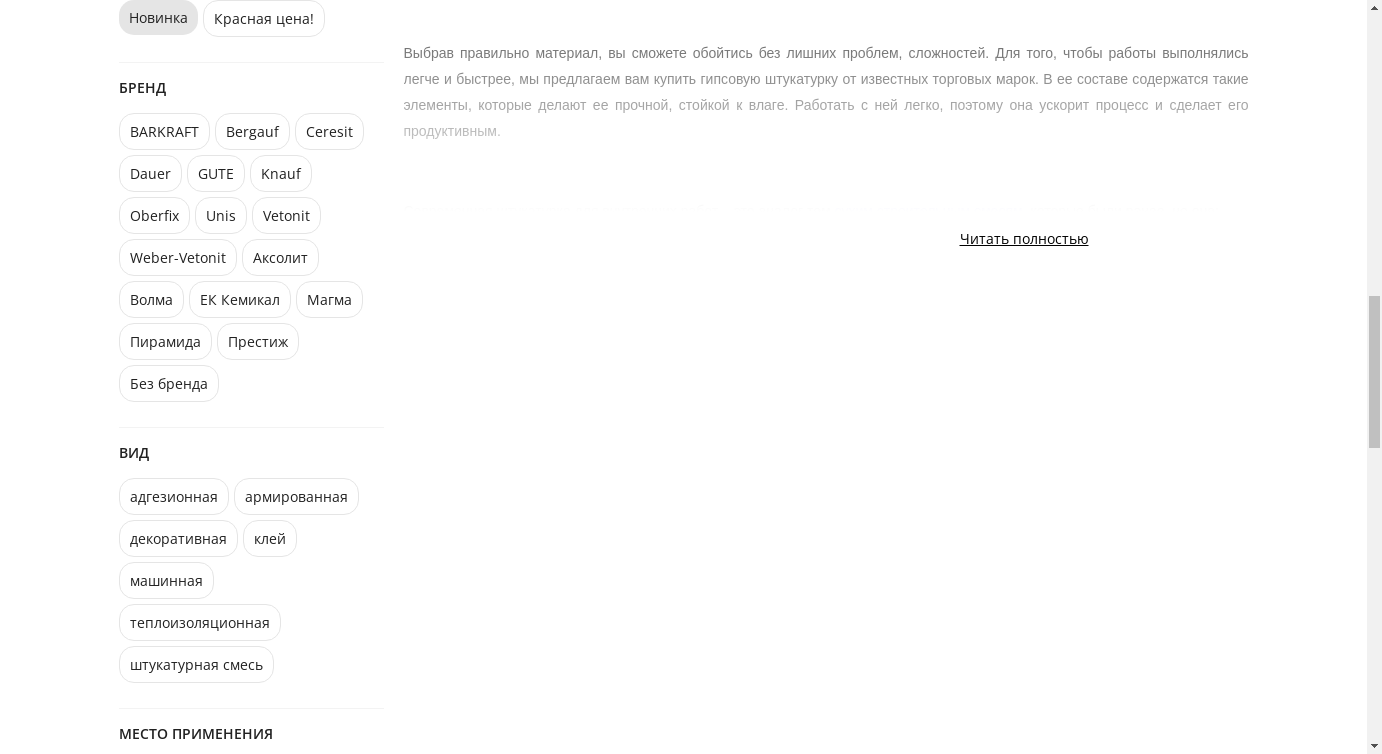 Новинка Красная цена!
БРЕНД
BARKRAFT Bergauf Ceresit
Dauer GUTE Knauf
Oberfix Unis Vetonit
Weber-Vetonit Аксолит
Волма ЕК Кемикал Магма
Пирамида Престиж
Без бренда
ВИД
адгезионная армированная
декоративная клей
машинная
теплоизоляционная
штукатурная смесь
МЕСТО ПРИМЕНЕНИЯ
Выбрав правильно материал, вы сможете обойтись без лишних проблем, сложностей. Для того, чтобы работы выполнялись
легче и быстрее, мы предлагаем вам купить гипсовую штукатурку от известных торговых марок. В ее составе содержатся такие
элементы, которые делают ее прочной, стойкой к влаге. Работать с ней легко, поэтому она ускорит процесс и сделает его
продуктивным.
Читать полностью